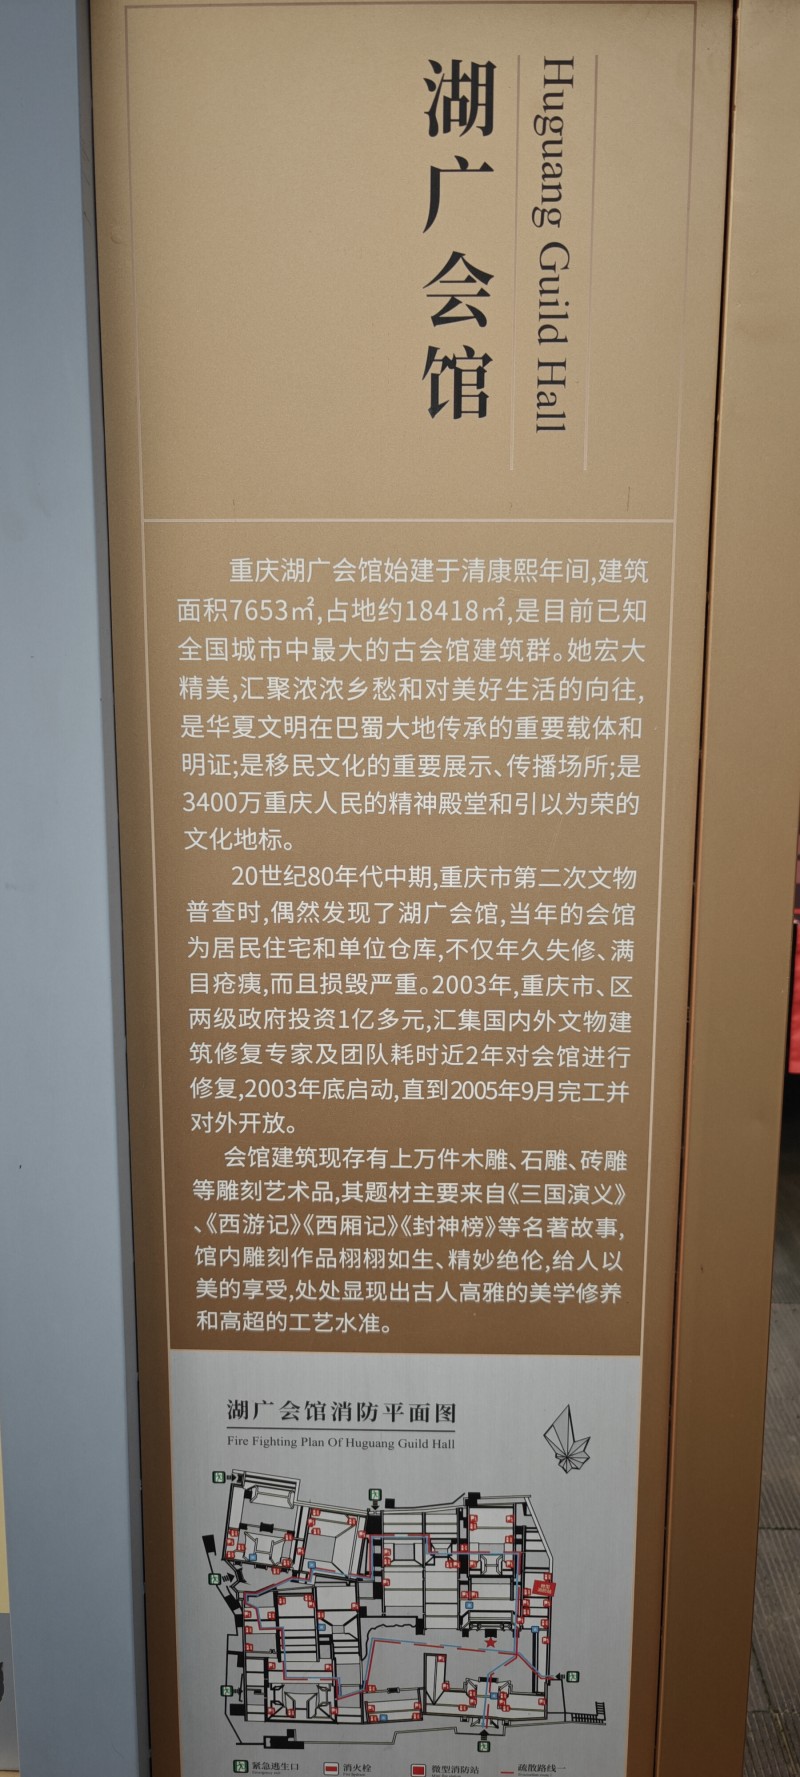 湖广会馆
Huguang Guild Hall
重庆湖广会馆始建于清康熙年间,建筑
面积7653㎡,占地约18418㎡,是目前已知
全国城市中最大的古会馆建筑群。她宏大
精美,汇聚浓浓乡愁和对美好生活的向往,
是华夏文明在巴蜀大地传承的重要载体和
明证;是移民文化的重要展示、传播场所;是
3400万重庆人民的精神殿堂和引以为荣的
文化地标。
20世纪80年代中期,重庆市第二次文物
普查时,偶然发现了湖广会馆,当年的会馆
为居民住宅和单位仓库,不仅年久失修、满
目疮痍,而且损毁严重。2003年,重庆市、区
两级政府投资1亿多元,汇集国内外文物建
筑修复专家及团队耗时近2年对会馆进行
修复,2003年底启动,直到2005年9月完工并
对外开放。
会馆建筑现存有上万件木雕、石雕、砖雕
等雕刻艺术品,其题材主要来自《三国演义》
、《西游记》《西厢记》《封神榜》等名著故事,
馆内雕刻作品栩栩如生、精妙绝伦,给人以
美的享受,处处显现出古人高雅的美学修养
和高超的工艺水准。
湖广会馆消防平面图
Fire Fighting Plan Of Huguang Guild Hall
紧急逃生口
消火栓
微型消防站
疏散路线一